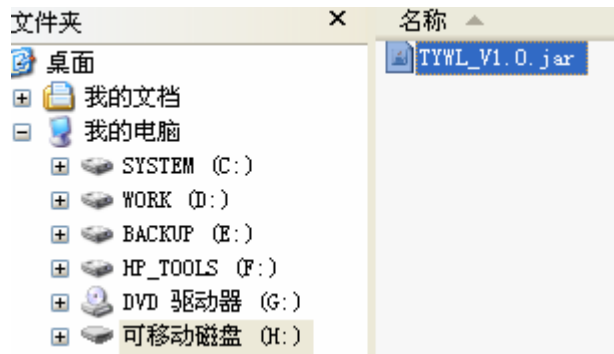 文件夹 ×
桌面
我的文档
我的电脑
SYSTEM (C:)
WORK (D:)
BACKUP (E:)
HP_TOOLS (F:)
DVD 驱动器 (G:)
可移动磁盘 (H:)
名称
TYWL_V1.0.jar